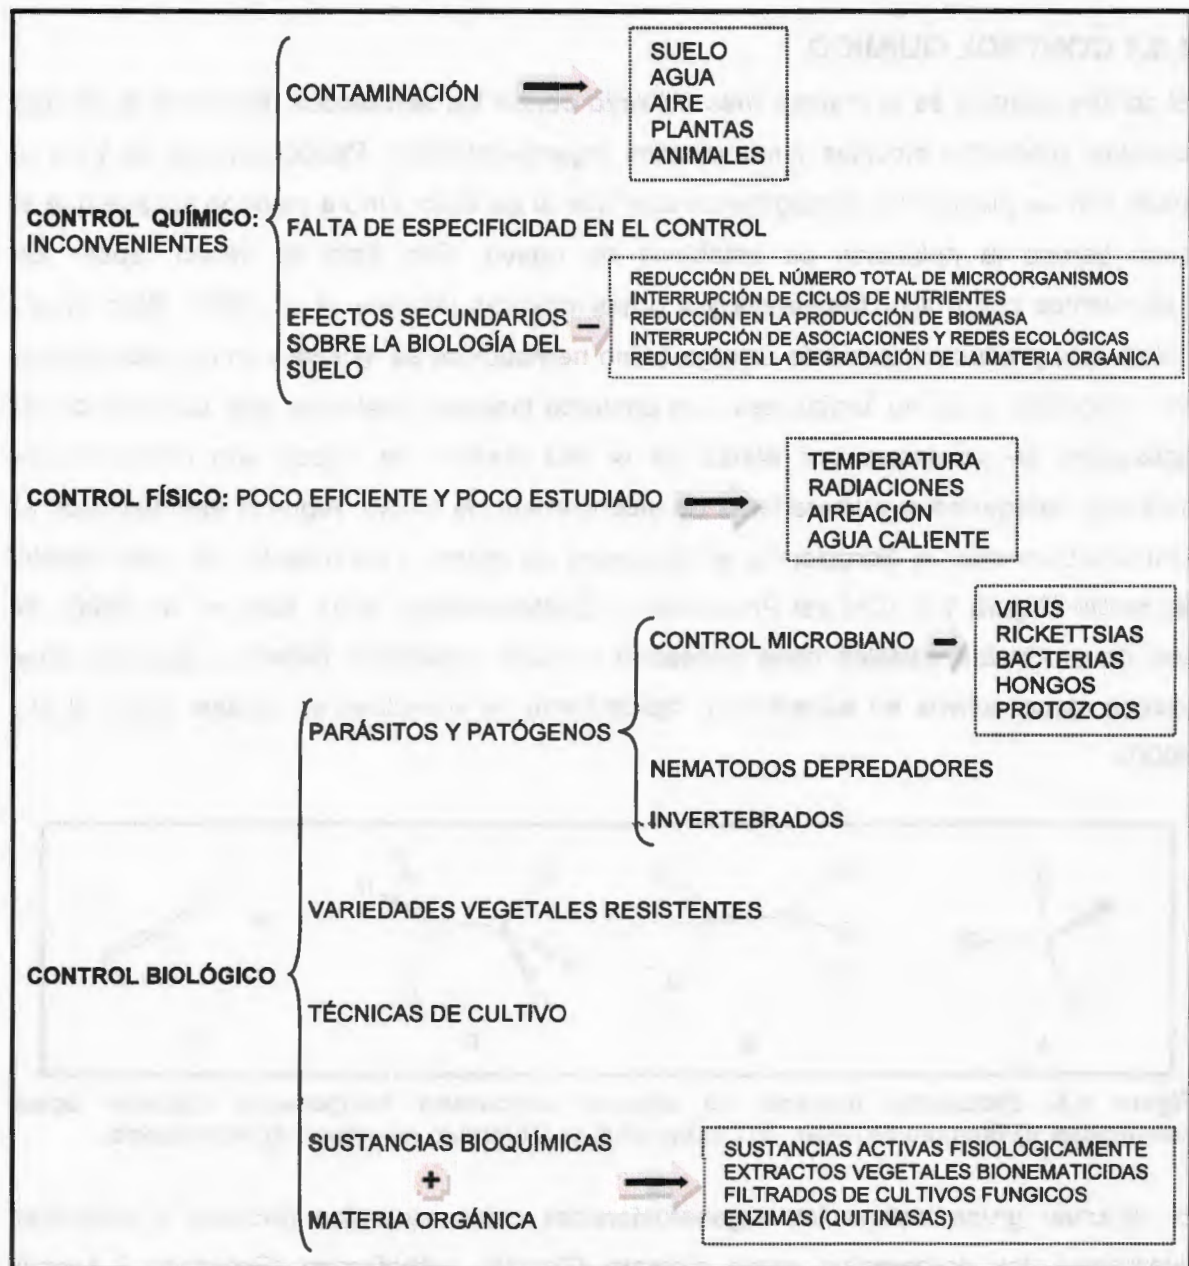 CONTAMINACIÓN
SUELO
AGUA
AIRE
PLANTAS
ANIMALES
CONTROL QUÍMICO:
INCONVENIENTES
FALTA DE ESPECIFICIDAD EN EL CONTROL
EFECTOS SECUNDARIOS
SOBRE LA BIOLOGÍA DEL
SUELO
REDUCCIÓN DEL NÚMERO TOTAL DE MICROORGANISMOS
INTERRUPCIÓN DE CICLOS DE NUTRIENTES
REDUCCIÓN EN LA PRODUCCIÓN DE BIOMASA
INTERRUPCIÓN DE ASOCIACIONES Y REDES ECOLÓGICAS
REDUCCIÓN EN LA DEGRADACIÓN DE LA MATERIA ORGÁNICA
CONTROL FÍSICO: POCO EFICIENTE Y POCO ESTUDIADO
TEMPERATURA
RADIACIONES
AIREACIÓN
AGUA CALIENTE
CONTROL BIOLÓGICO
PARÁSITOS Y PATÓGENOS
CONTROL MICROBIANO
VIRUS
RICKETTSIAS
BACTERIAS
HONGOS
PROTOZOOS
NEMATODOS DEPREDADORES
INVERTEBRADOS
VARIEDADES VEGETALES RESISTENTES
TÉCNICAS DE CULTIVO
SUSTANCIAS BIOQUÍMICAS
+
MATERIA ORGÁNICA
SUSTANCIAS ACTIVAS FISIOLÓGICAMENTE
EXTRACTOS VEGETALES BIONEMATICIDAS
FILTRADOS DE CULTIVOS FUNGICOS
ENZIMAS (QUITINASAS)